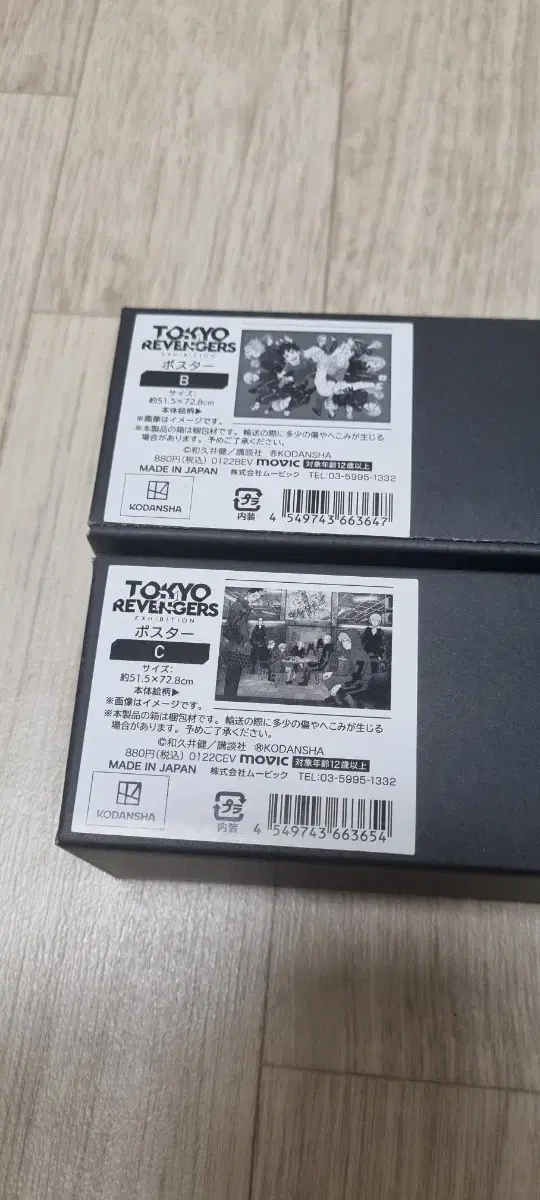 TOKYO
REVENGERS
EXHIBITION
ポスター
B
サイズ:
約51.5×72.8cm
本体絵柄▶
※画像はイメージです。
※本製品の箱は梱包材です。輸送の際に多少の傷やへこみが生じる
場合があります。予めご了承ください。
©和久井健/講談社 ®KODANSHA
880円(税込) 0122BEV movic 対象年齢12歳以上
MADE IN JAPAN 株式会社ムービック TEL:03-5995-1332
KODANSHA
プラ
内装
4 549743 663647
TOKYO
REVENGERS
EXHIBITION
ポスター
C
サイズ:
約51.5×72.8cm
本体絵柄▶
※画像はイメージです。
※本製品の箱は梱包材です。輸送の際に多少の傷やへこみが生じる
場合があります。予めご了承ください。
©和久井健/講談社 ®KODANSHA
880円(税込) 0122CEV movic 対象年齢12歳以上
MADE IN JAPAN 株式会社ムービック TEL:03-5995-1332
KODANSHA
プラ
内装
4 549743 663654